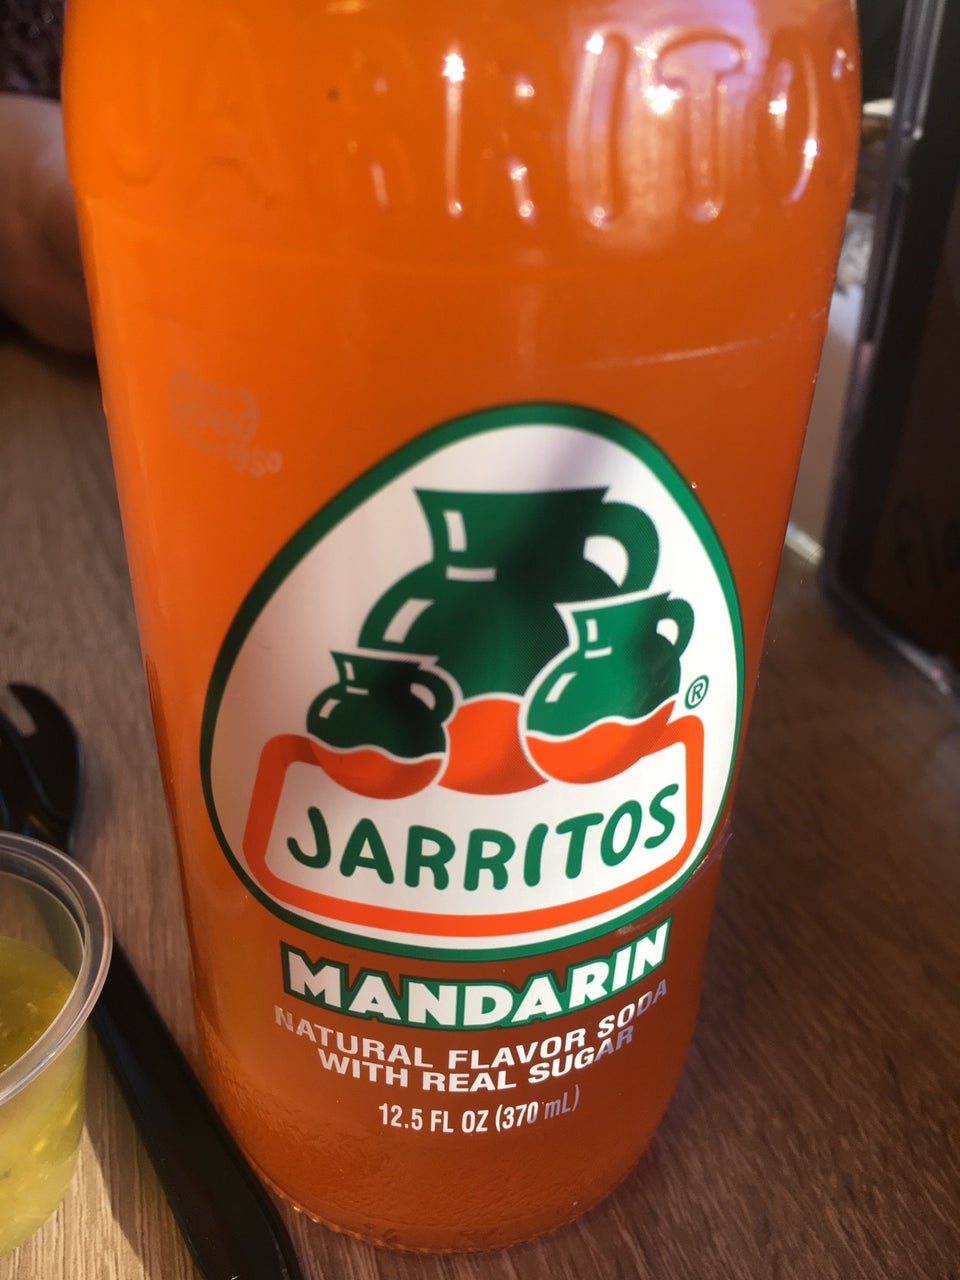 JARRITOS
®
JARRITOS
MANDARIN
NATURAL FLAVOR SODA
WITH REAL SUGAR
12.5 FL OZ (370 mL)